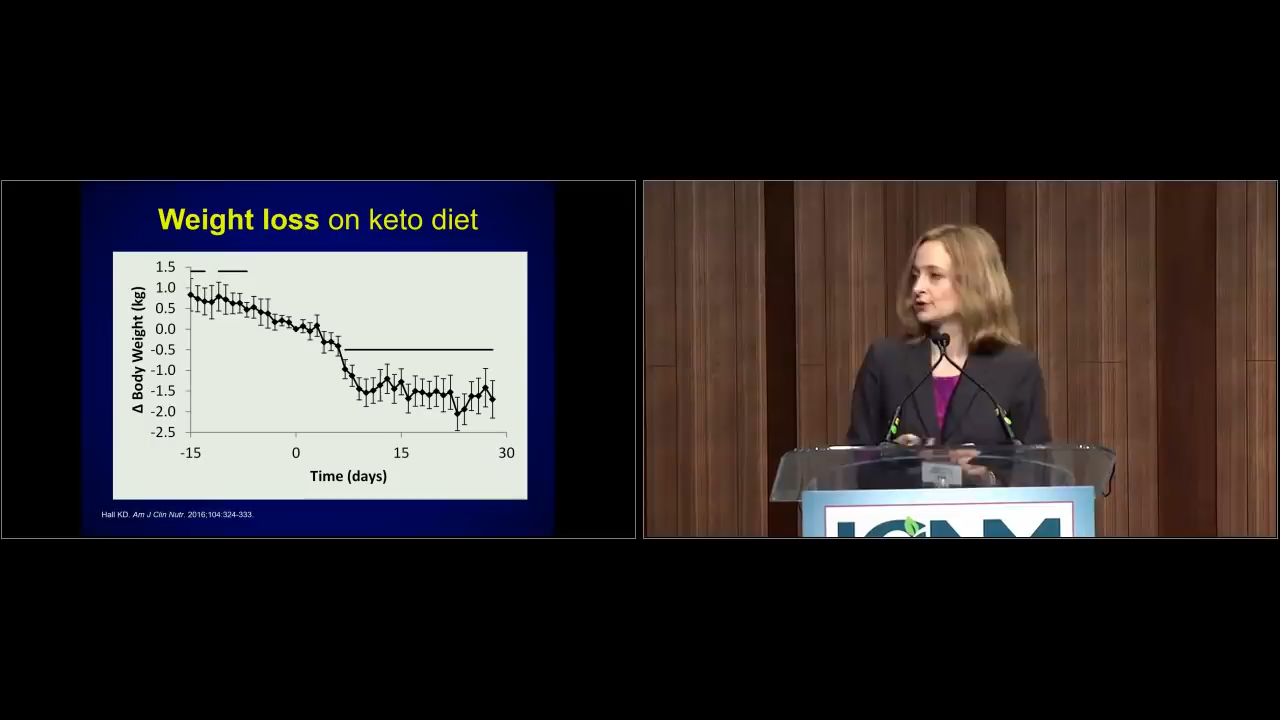 Weight loss on keto diet
1.5
1.0
0.5
0.0
-0.5
-1.0
-1.5
-2.0
-2.5
Δ Body Weight (kg)
-15 0 15 30
Time (days)
Hall KD. Am J Clin Nutr. 2016;104:324-333.
ICNM